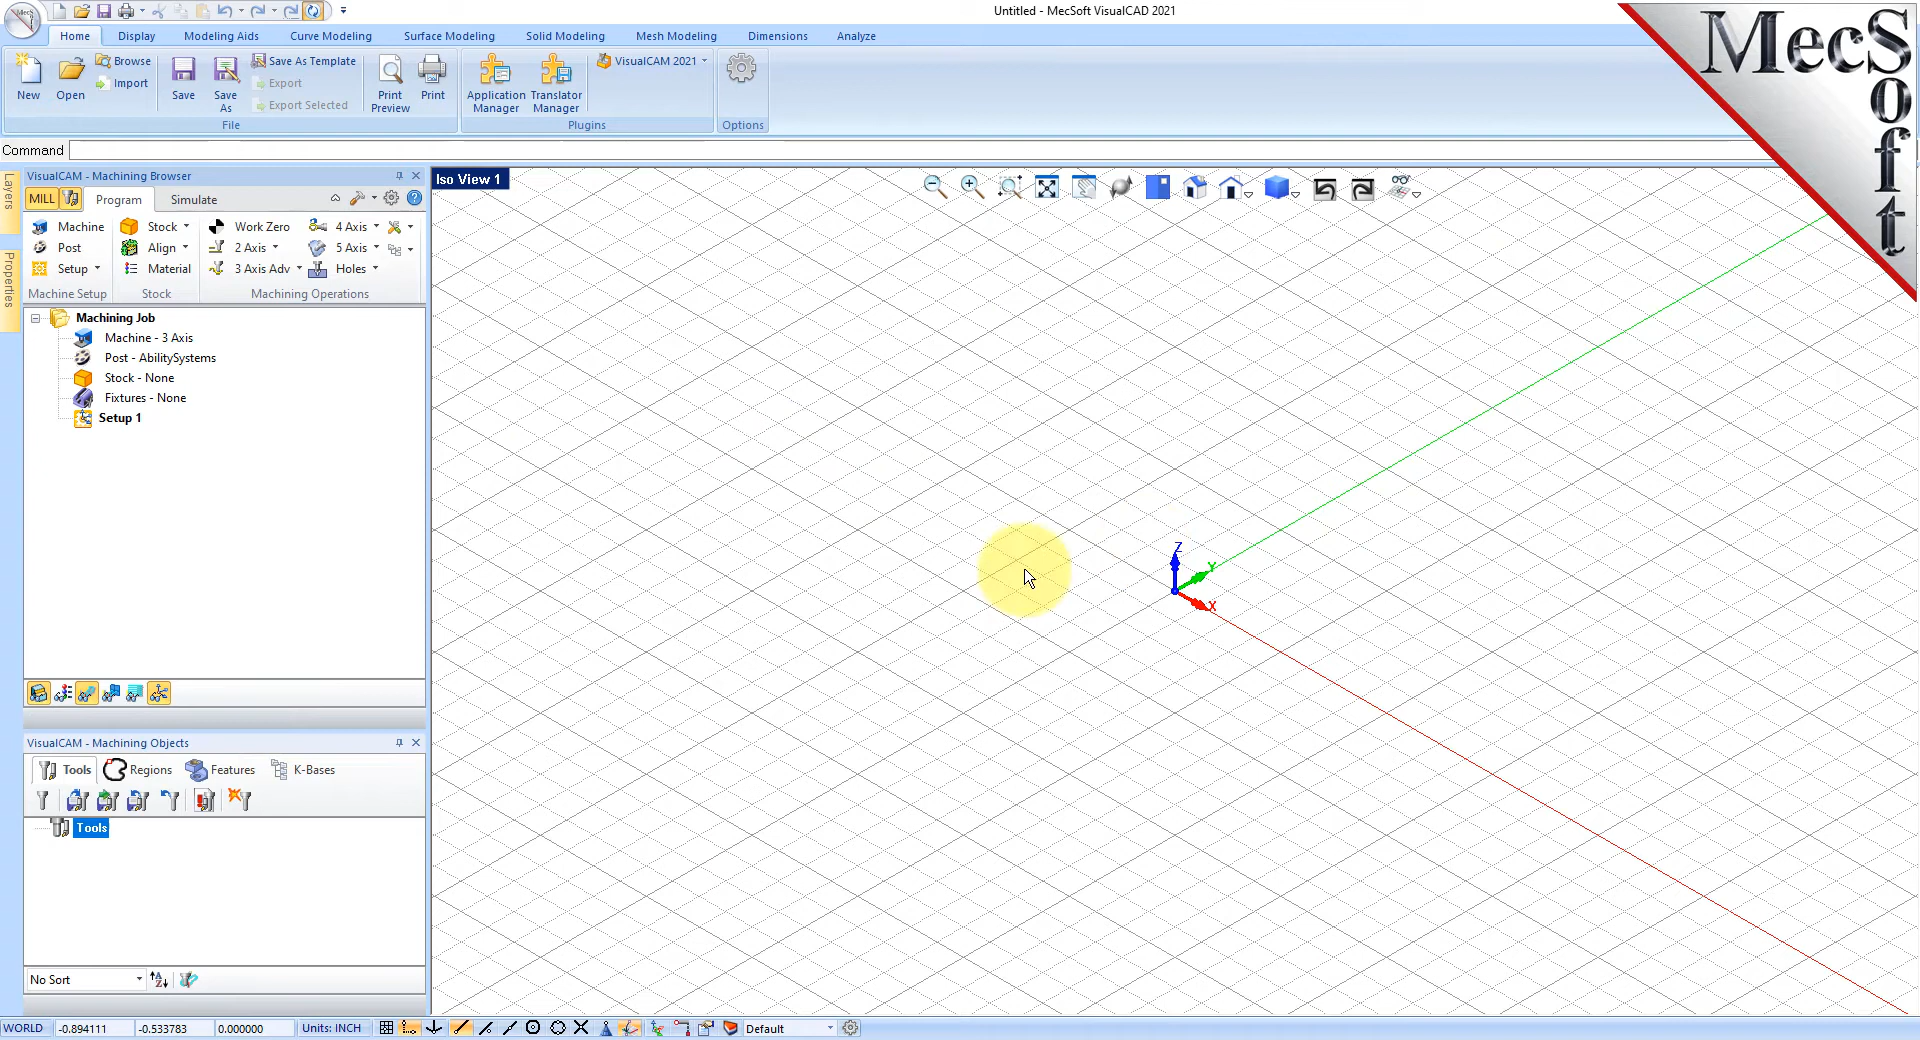 Untitled - MecSoft VisualCAD 2021
Home Display Modeling Aids Curve Modeling Surface Modeling Solid Modeling Mesh Modeling Dimensions Analyze
New Open Browse Import Save Save As Save As Template Export Export Selected Print Preview Print Application Manager Translator Manager VisualCAM 2021
File Plugins Options
Command
MecSoft
Layers
Properties
VisualCAM - Machining Browser
MILL Program Simulate
Machine Stock Work Zero 4 Axis
Post Align 2 Axis 5 Axis
Setup Material 3 Axis Adv Holes
Machine Setup Stock Machining Operations
Machining Job
Machine - 3 Axis
Post - AbilitySystems
Stock - None
Fixtures - None
Setup 1
Iso View 1
Z
Y
X
VisualCAM - Machining Objects
Tools Regions Features K-Bases
Tools
No Sort
WORLD -0.894111 -0.533783 0.000000 Units: INCH Default